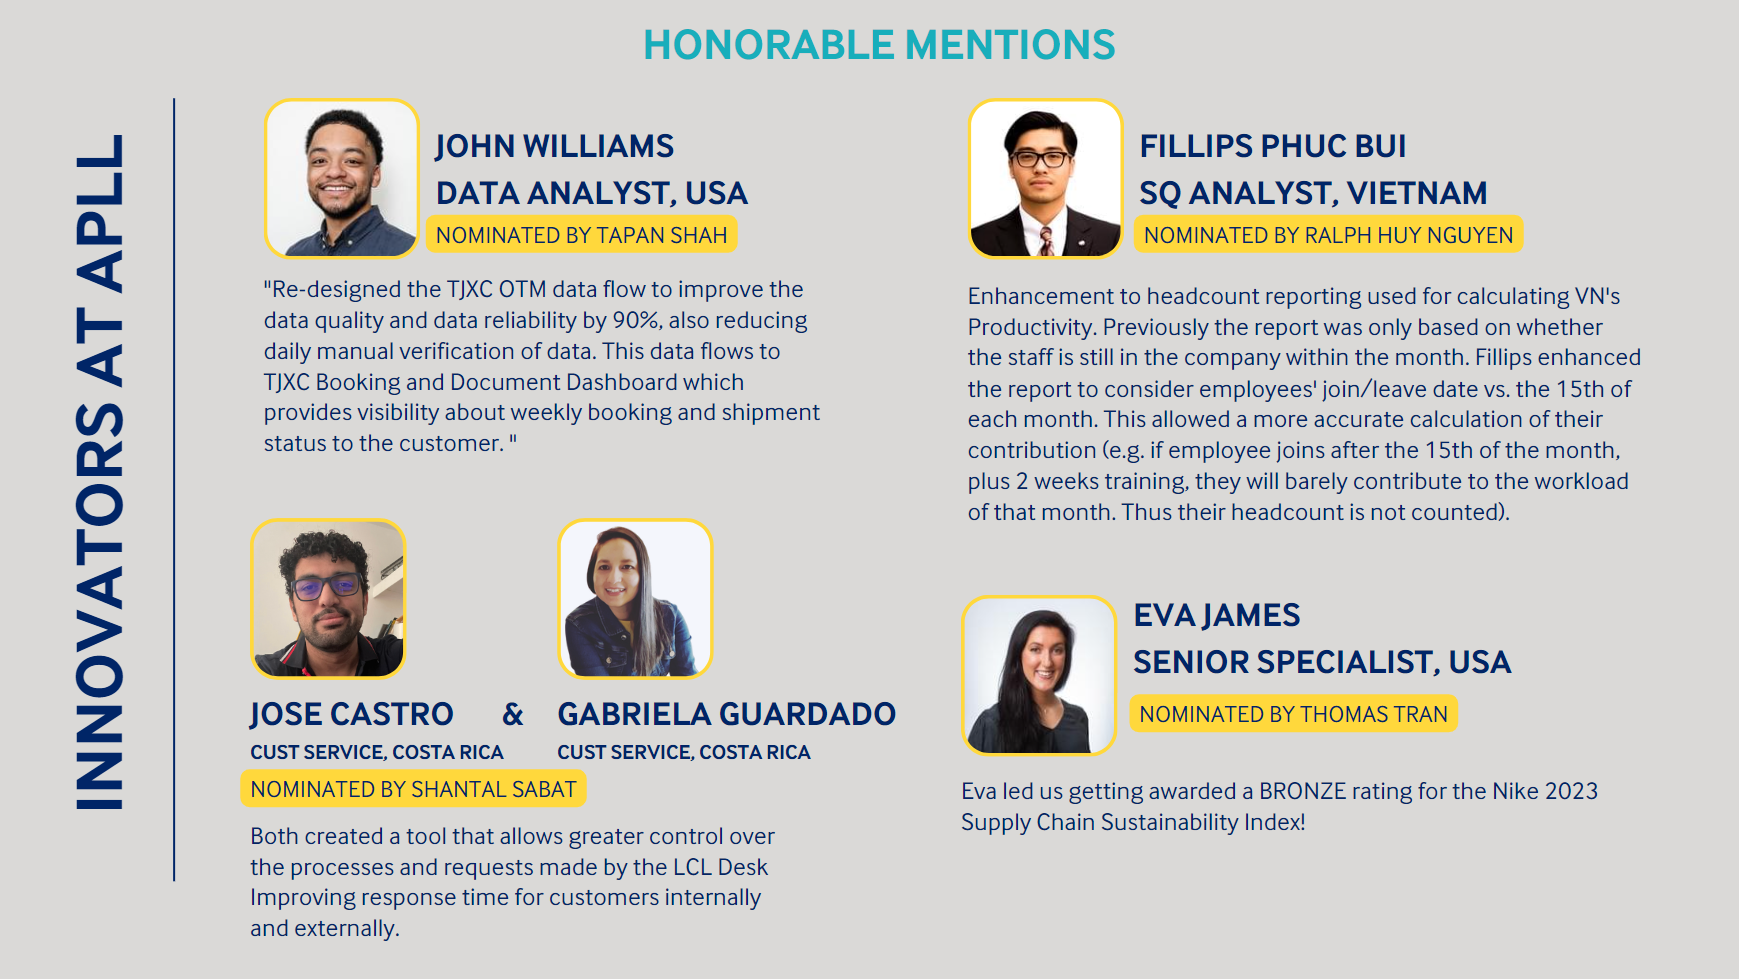 HONORABLE MENTIONS
INNOVATORS AT APLL
JOHN WILLIAMS
DATA ANALYST, USA
NOMINATED BY TAPAN SHAH
"Re-designed the TJXC OTM data flow to improve the
data quality and data reliability by 90%, also reducing
daily manual verification of data. This data flows to
TJXC Booking and Document Dashboard which
provides visibility about weekly booking and shipment
status to the customer. "
FILLIPS PHUC BUI
SQ ANALYST, VIETNAM
NOMINATED BY RALPH HUY NGUYEN
Enhancement to headcount reporting used for calculating VN's
Productivity. Previously the report was only based on whether
the staff is still in the company within the month. Fillips enhanced
the report to consider employees' join/leave date vs. the 15th of
each month. This allowed a more accurate calculation of their
contribution (e.g. if employee joins after the 15th of the month,
plus 2 weeks training, they will barely contribute to the workload
of that month. Thus their headcount is not counted).
JOSE CASTRO & GABRIELA GUARDADO
CUST SERVICE, COSTA RICA CUST SERVICE, COSTA RICA
NOMINATED BY SHANTAL SABAT
Both created a tool that allows greater control over
the processes and requests made by the LCL Desk
Improving response time for customers internally
and externally.
EVA JAMES
SENIOR SPECIALIST, USA
NOMINATED BY THOMAS TRAN
Eva led us getting awarded a BRONZE rating for the Nike 2023
Supply Chain Sustainability Index!